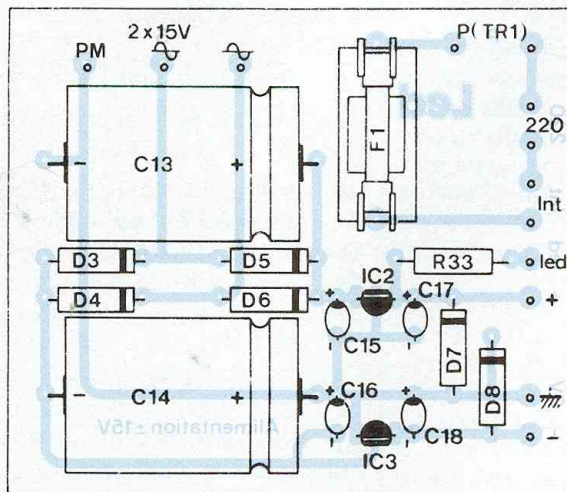 2x15V
PM
P(TR1)
Led
C13
F1
220
Int
D3
D5
R33
led
IC2
C17
D4
D6
+
C15
D7
C14
C16
D8
C18
IC3
-
Alimentation ±15V